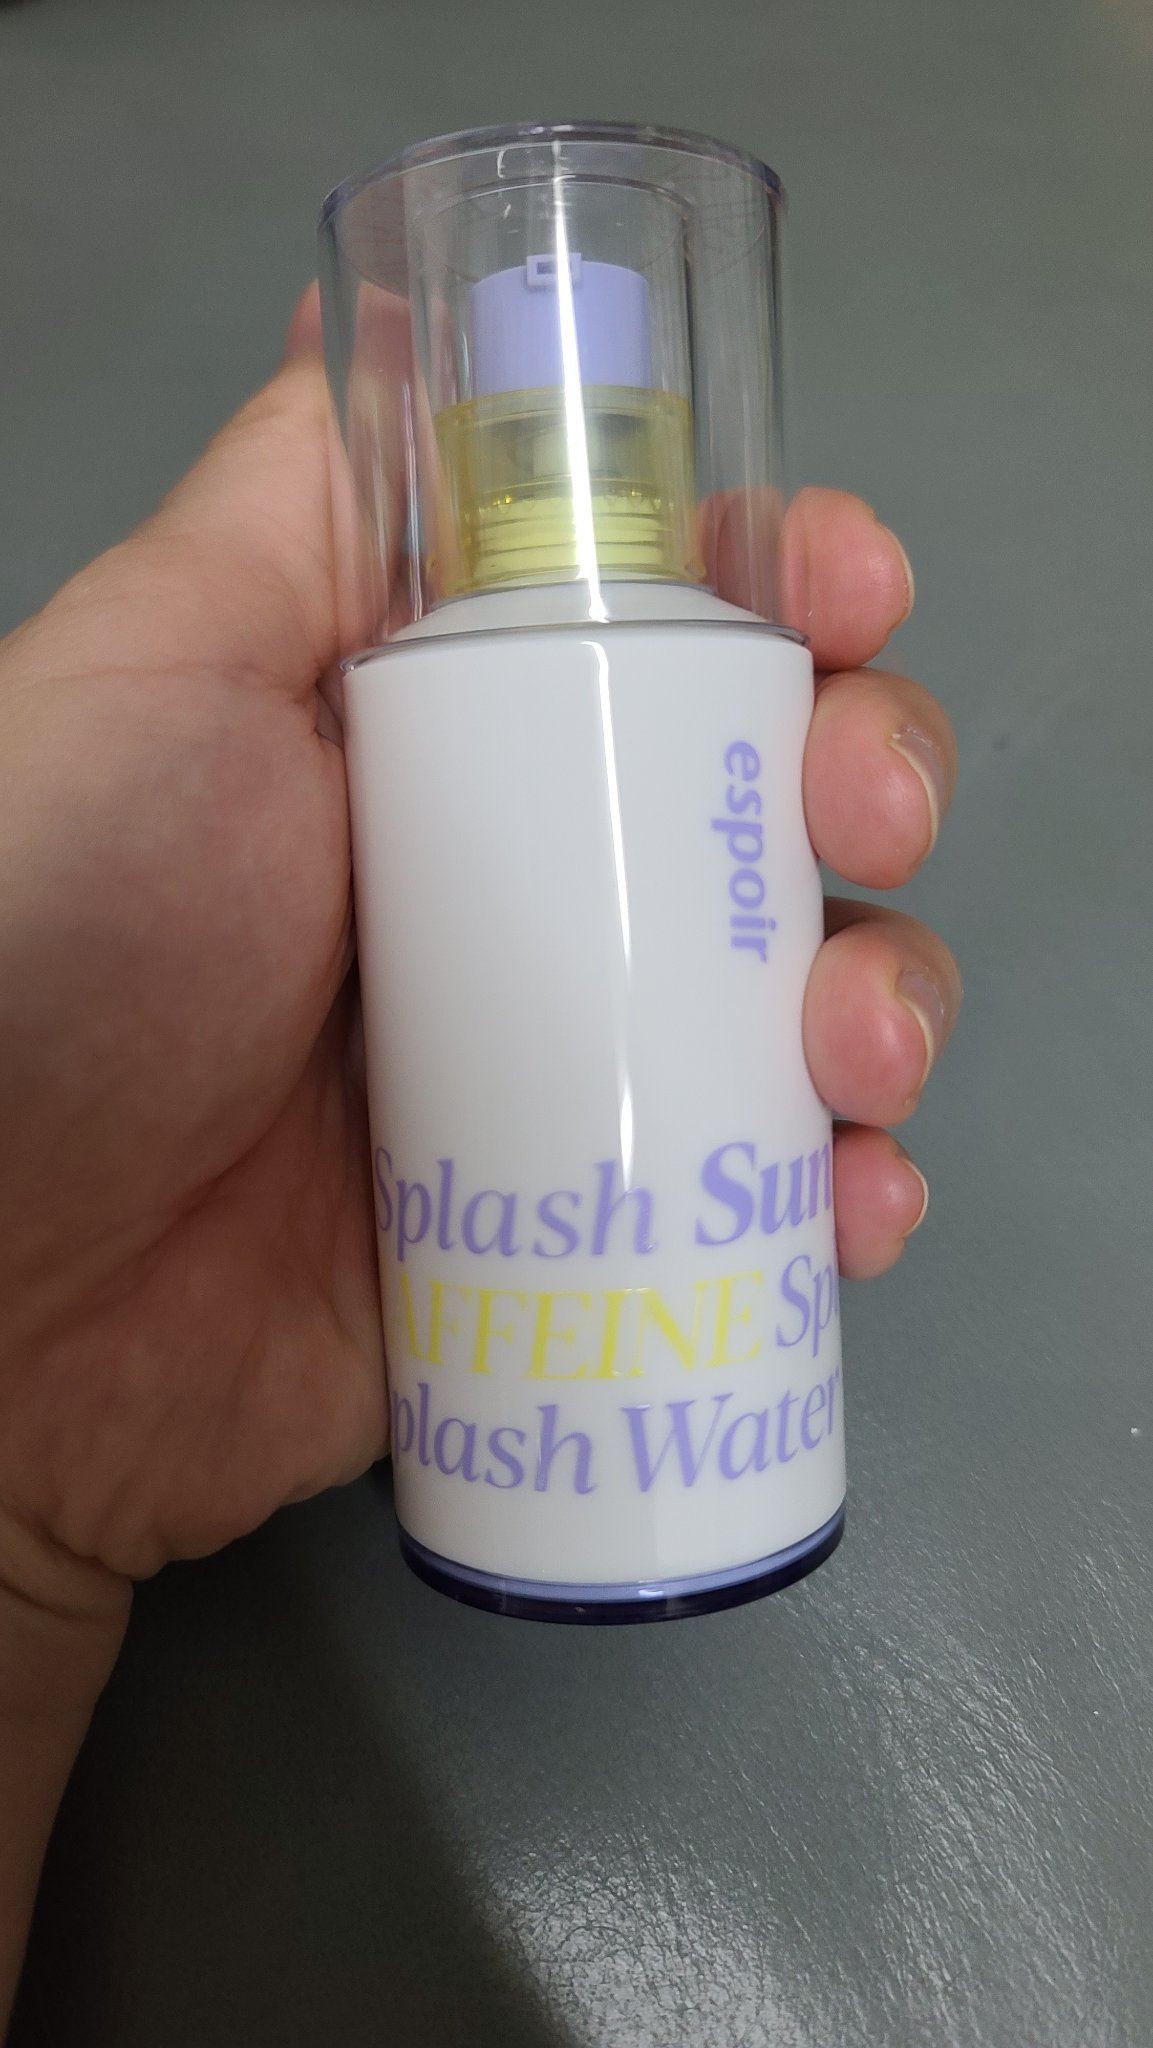 espoir
Splash Sun
AFFEINE Sp
plash Water